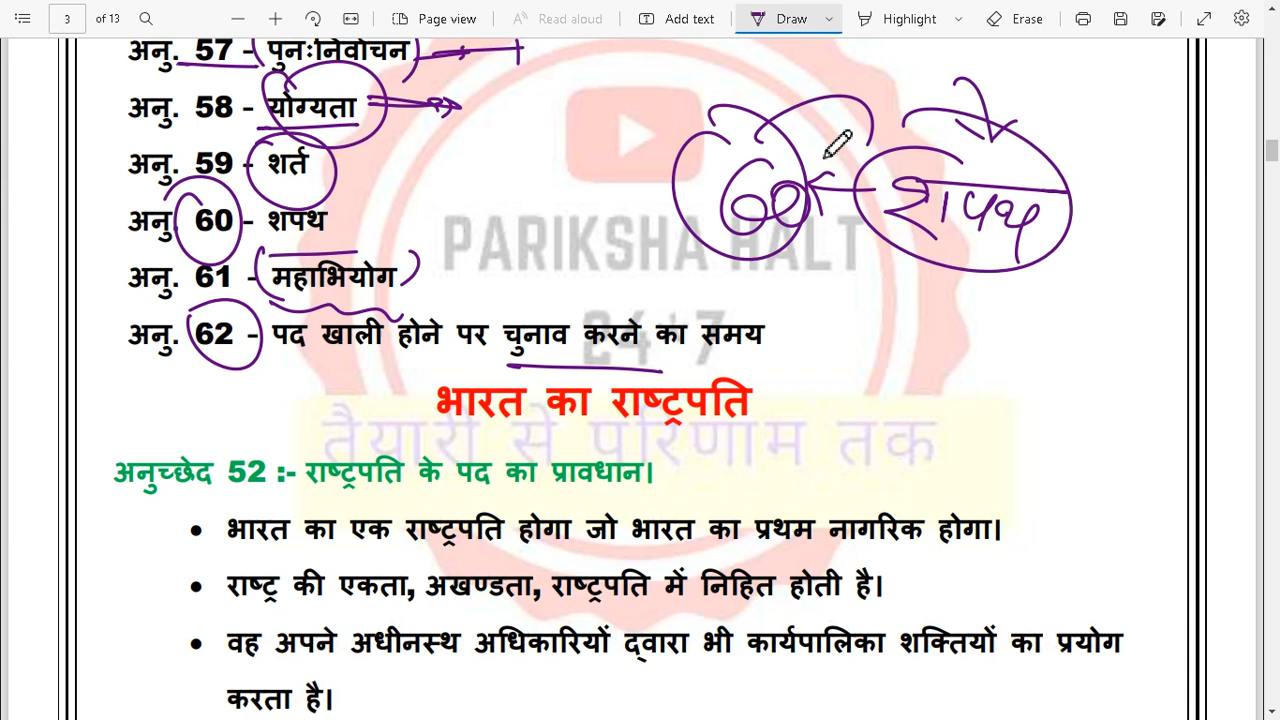 3 of 13 Page view Read aloud Add text Draw Highlight Erase
अनु. 57 - पुनःनिर्वाचन
अनु. 58 - योग्यता
अनु. 59 - शर्त
अनु 60 - शपथ
60 शपथ
अनु. 61 - महाभियोग
अनु. 62 - पद खाली होने पर चुनाव करने का समय
PARIKSHA HALT
24+7
भारत का राष्ट्रपति
तैयारी से परिणाम तक
अनुच्छेद 52 :- राष्ट्रपति के पद का प्रावधान।
• भारत का एक राष्ट्रपति होगा जो भारत का प्रथम नागरिक होगा।
• राष्ट्र की एकता, अखण्डता, राष्ट्रपति में निहित होती है।
• वह अपने अधीनस्थ अधिकारियों द्वारा भी कार्यपालिका शक्तियों का प्रयोग
करता है।